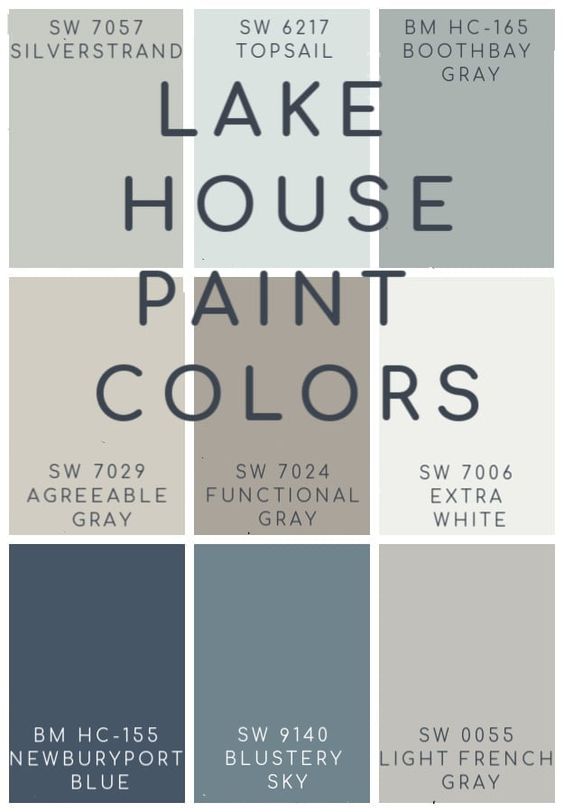 SW 7057
SILVERSTRAND
SW 6217
TOPSAIL
BM HC-165
BOOTHBAY
GRAY
LAKE
HOUSE
PAINT
COLORS
SW 7029
AGREEABLE
GRAY
SW 7024
FUNCTIONAL
GRAY
SW 7006
EXTRA
WHITE
BM HC-155
NEWBURYPORT
BLUE
SW 9140
BLUSTERY
SKY
SW 0055
LIGHT FRENCH
GRAY